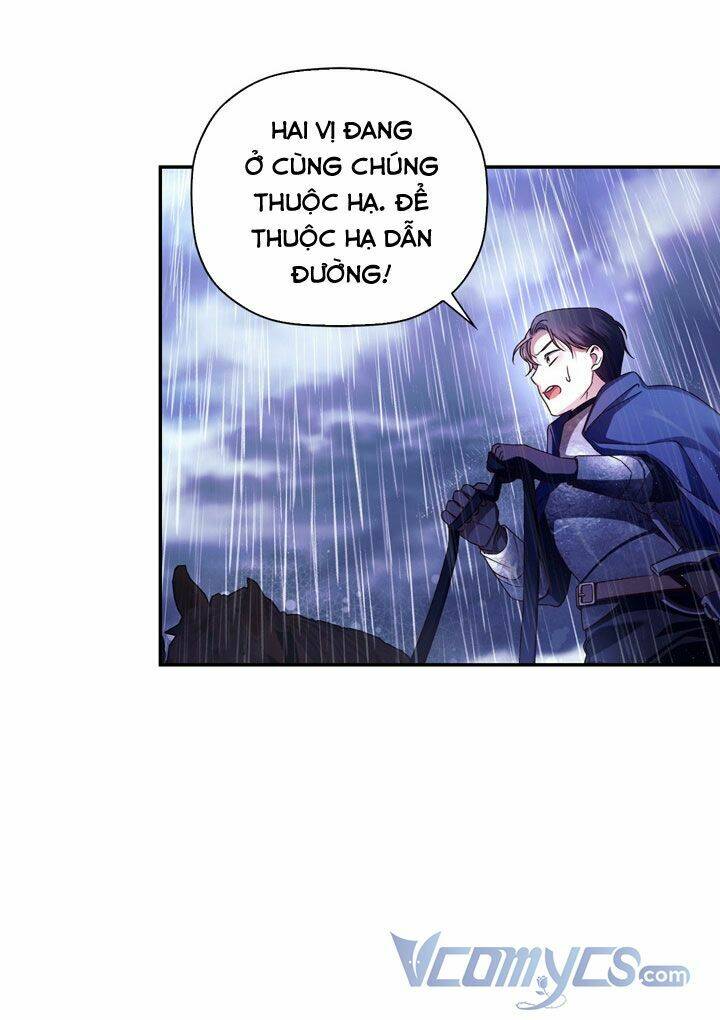 HAI VỊ ĐANG
Ở CÙNG CHÚNG
THUỘC HẠ. ĐỂ
THUỘC HẠ DẪN
ĐƯỜNG!
VCOMYCS.com